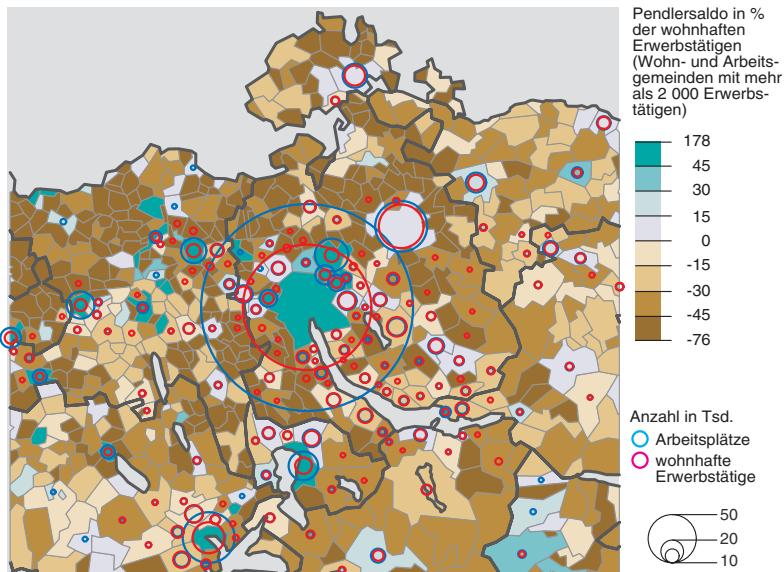 Pendlersaldo in %
der wohnhaften
Erwerbstätigen
(Wohn- und Arbeits-
gemeinden mit mehr
als 2 000 Erwerbs-
tätigen)
178
45
30
15
0
-15
-30
-45
-76
Anzahl in Tsd.
Arbeitsplätze
wohnhafte
Erwerbstätige
50
20
10